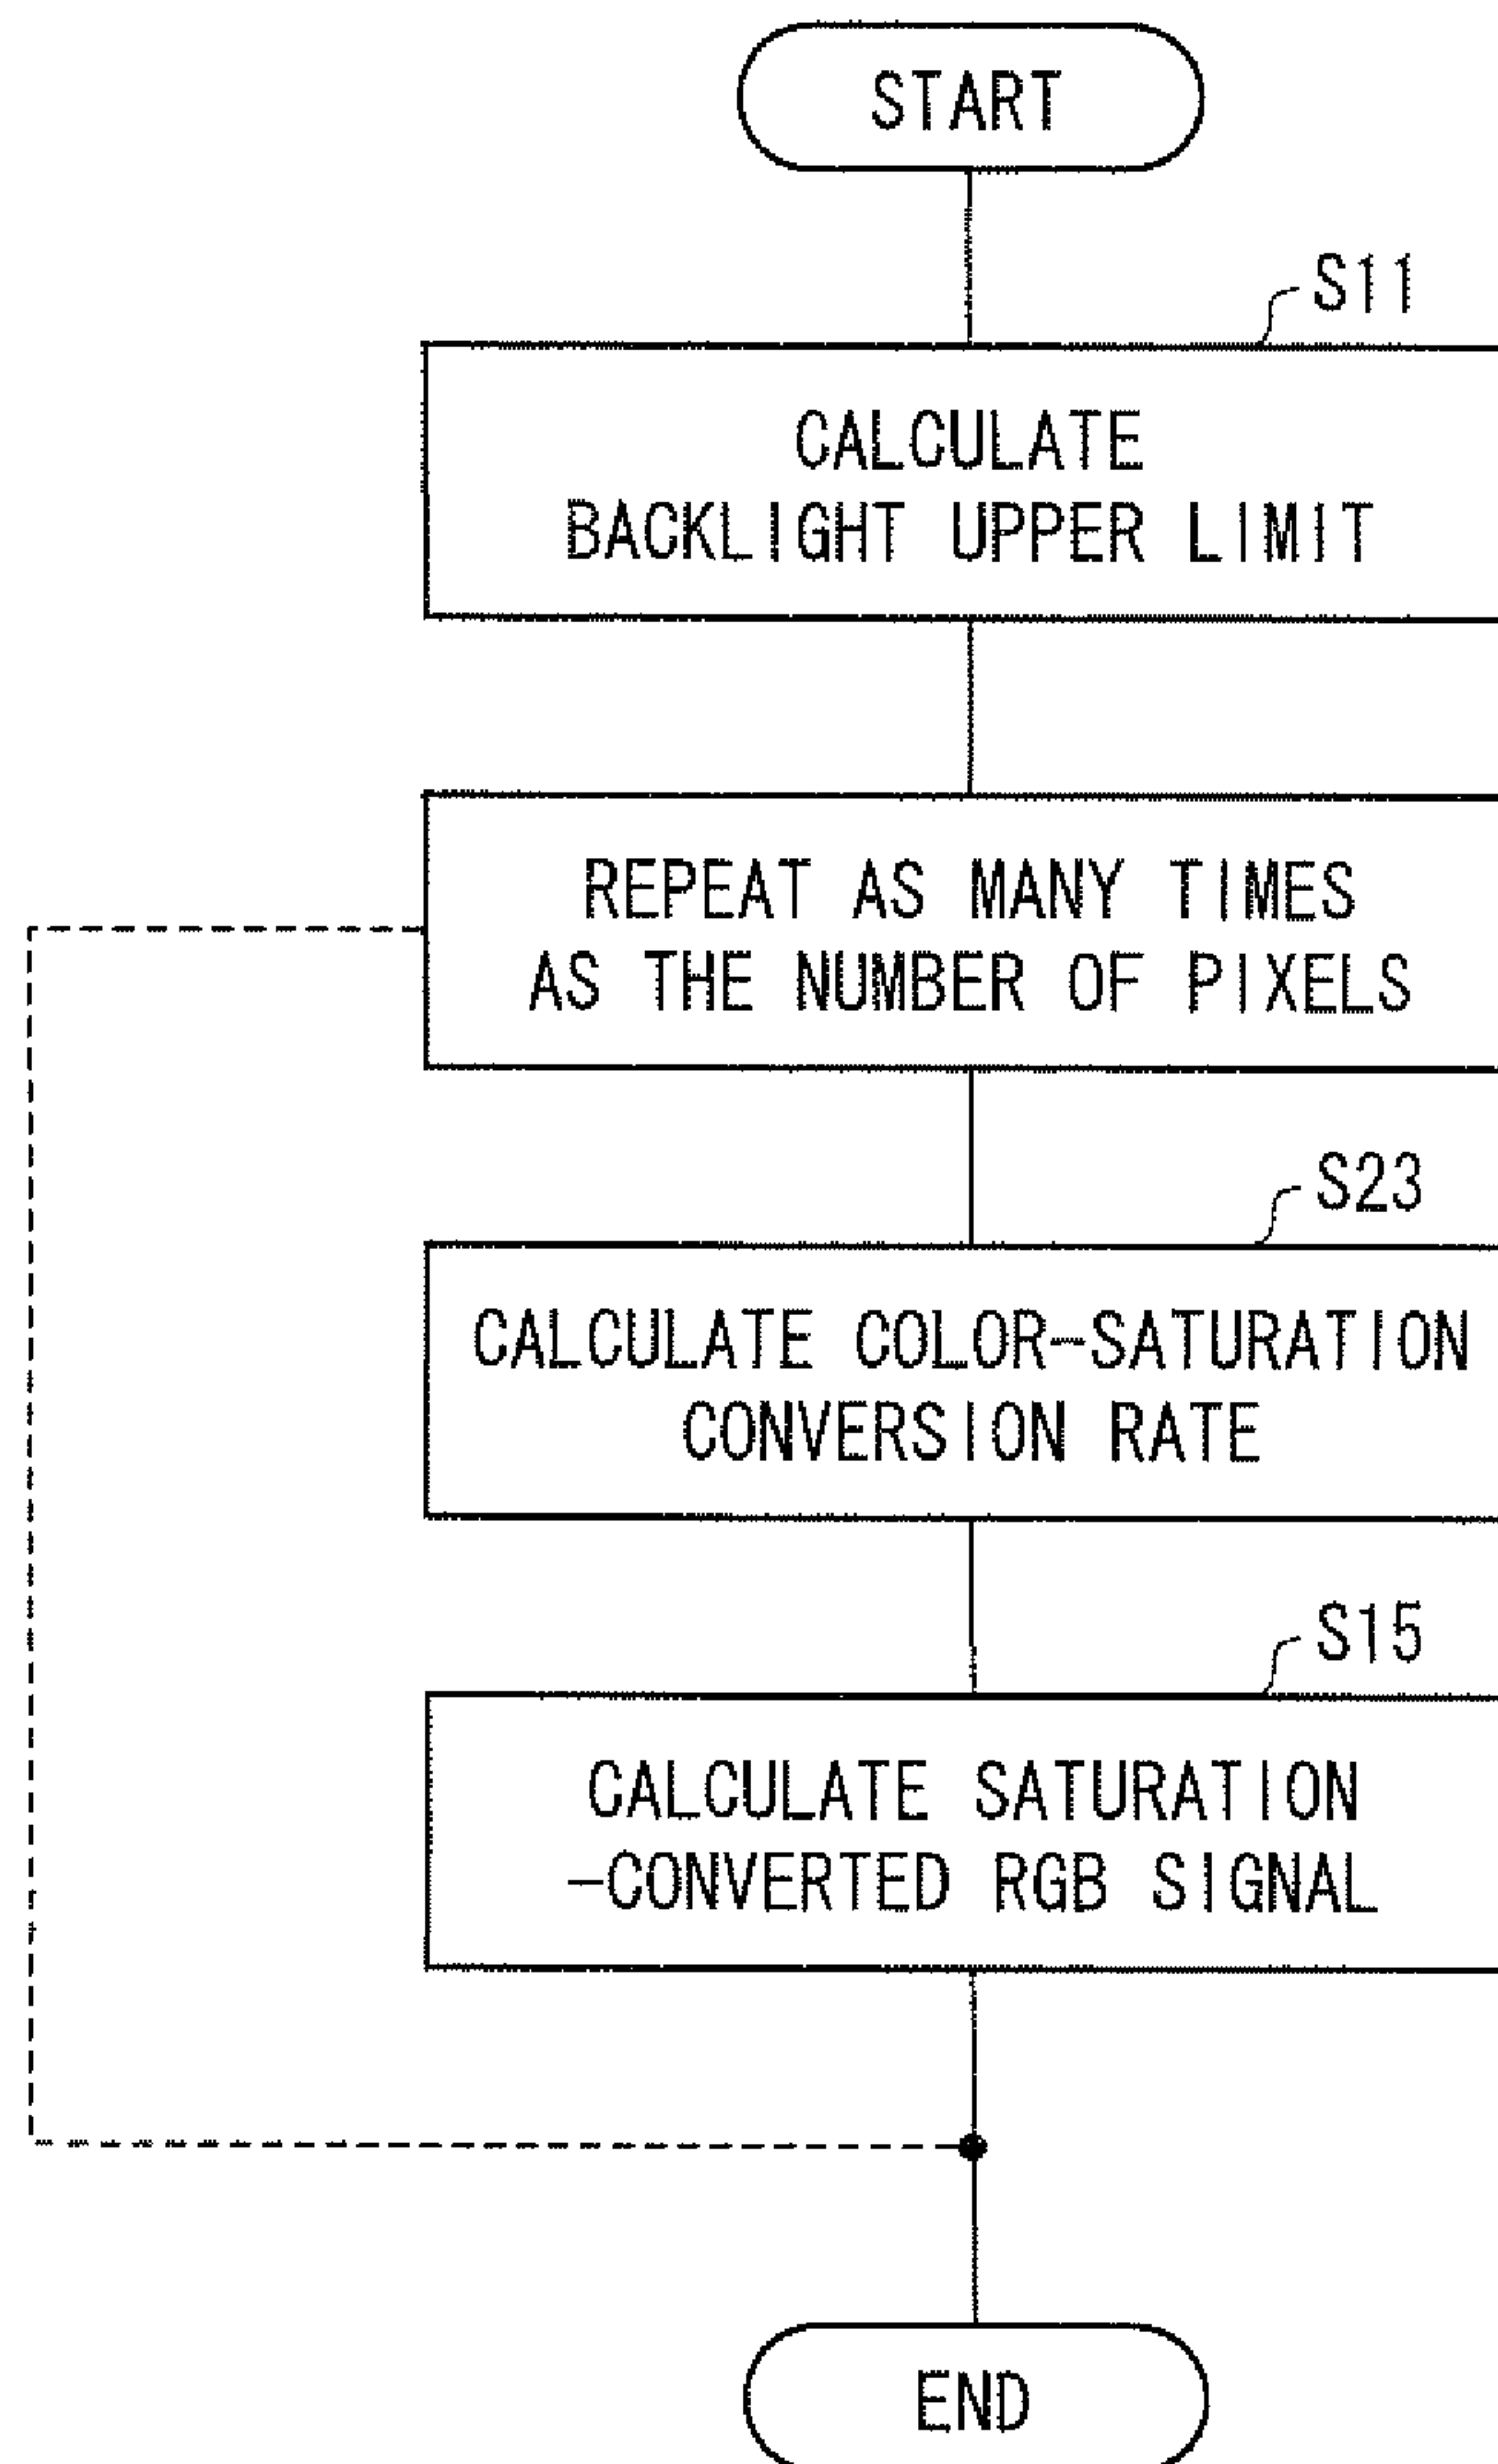 START
S11
CALCULATE
BACKLIGHT UPPER LIMIT
REPEAT AS MANY TIMES
AS THE NUMBER OF PIXELS
S23
CALCULATE COLOR-SATURATION
CONVERSION RATE
S15
CALCULATE SATURATION
-CONVERTED RGB SIGNAL
END